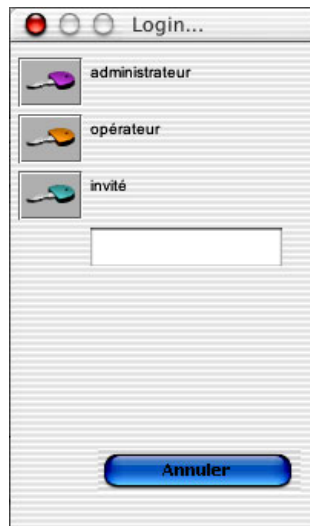 Login...
administrateur
opérateur
invité
Annuler